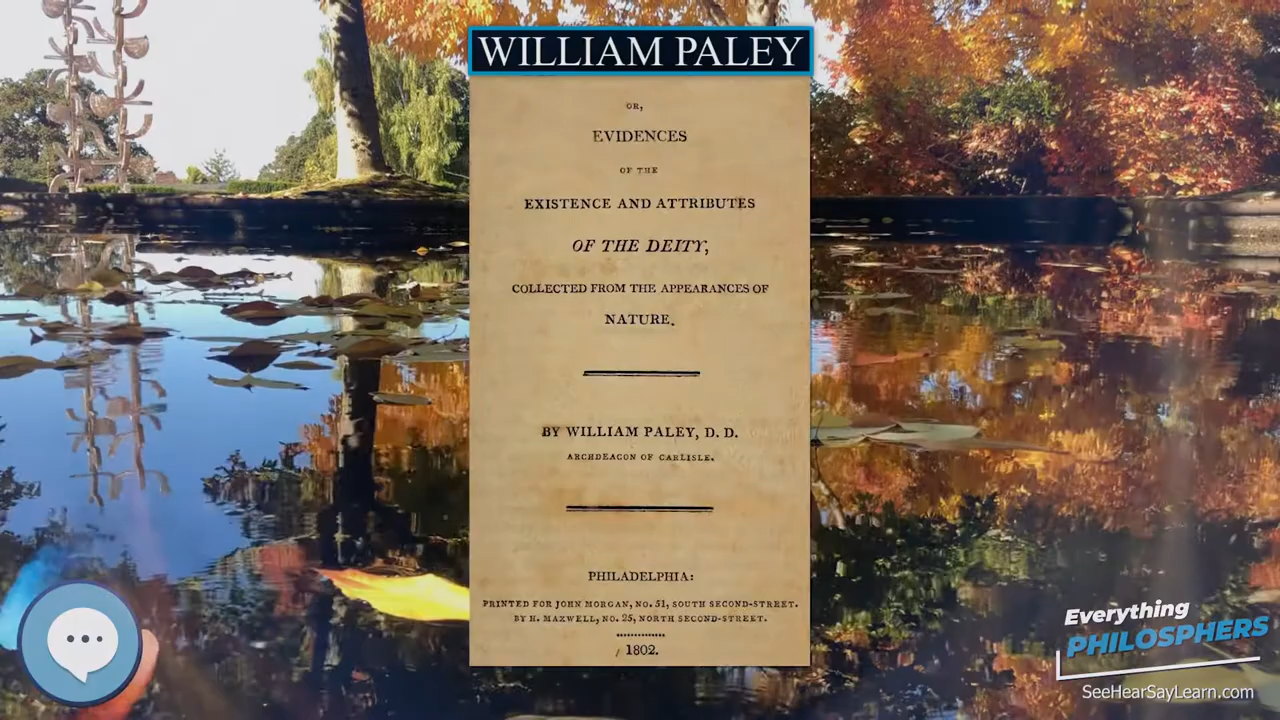 WILLIAM PALEY
OR,
EVIDENCES
OF THE
EXISTENCE AND ATTRIBUTES
OF THE DEITY;
COLLECTED FROM THE APPEARANCES OF
NATURE.
BY WILLIAM PALEY, D. D.
ARCHDEACON OF CARLISLE.
PHILADELPHIA:
PRINTED FOR JOHN MORGAN, NO. 51, SOUTH SECOND-STREET.
BY H. MAXWELL, NO. 25, NORTH SECOND-STREET.
1802.
Everything
PHILOSPHERS
SeeHearSayLearn.com